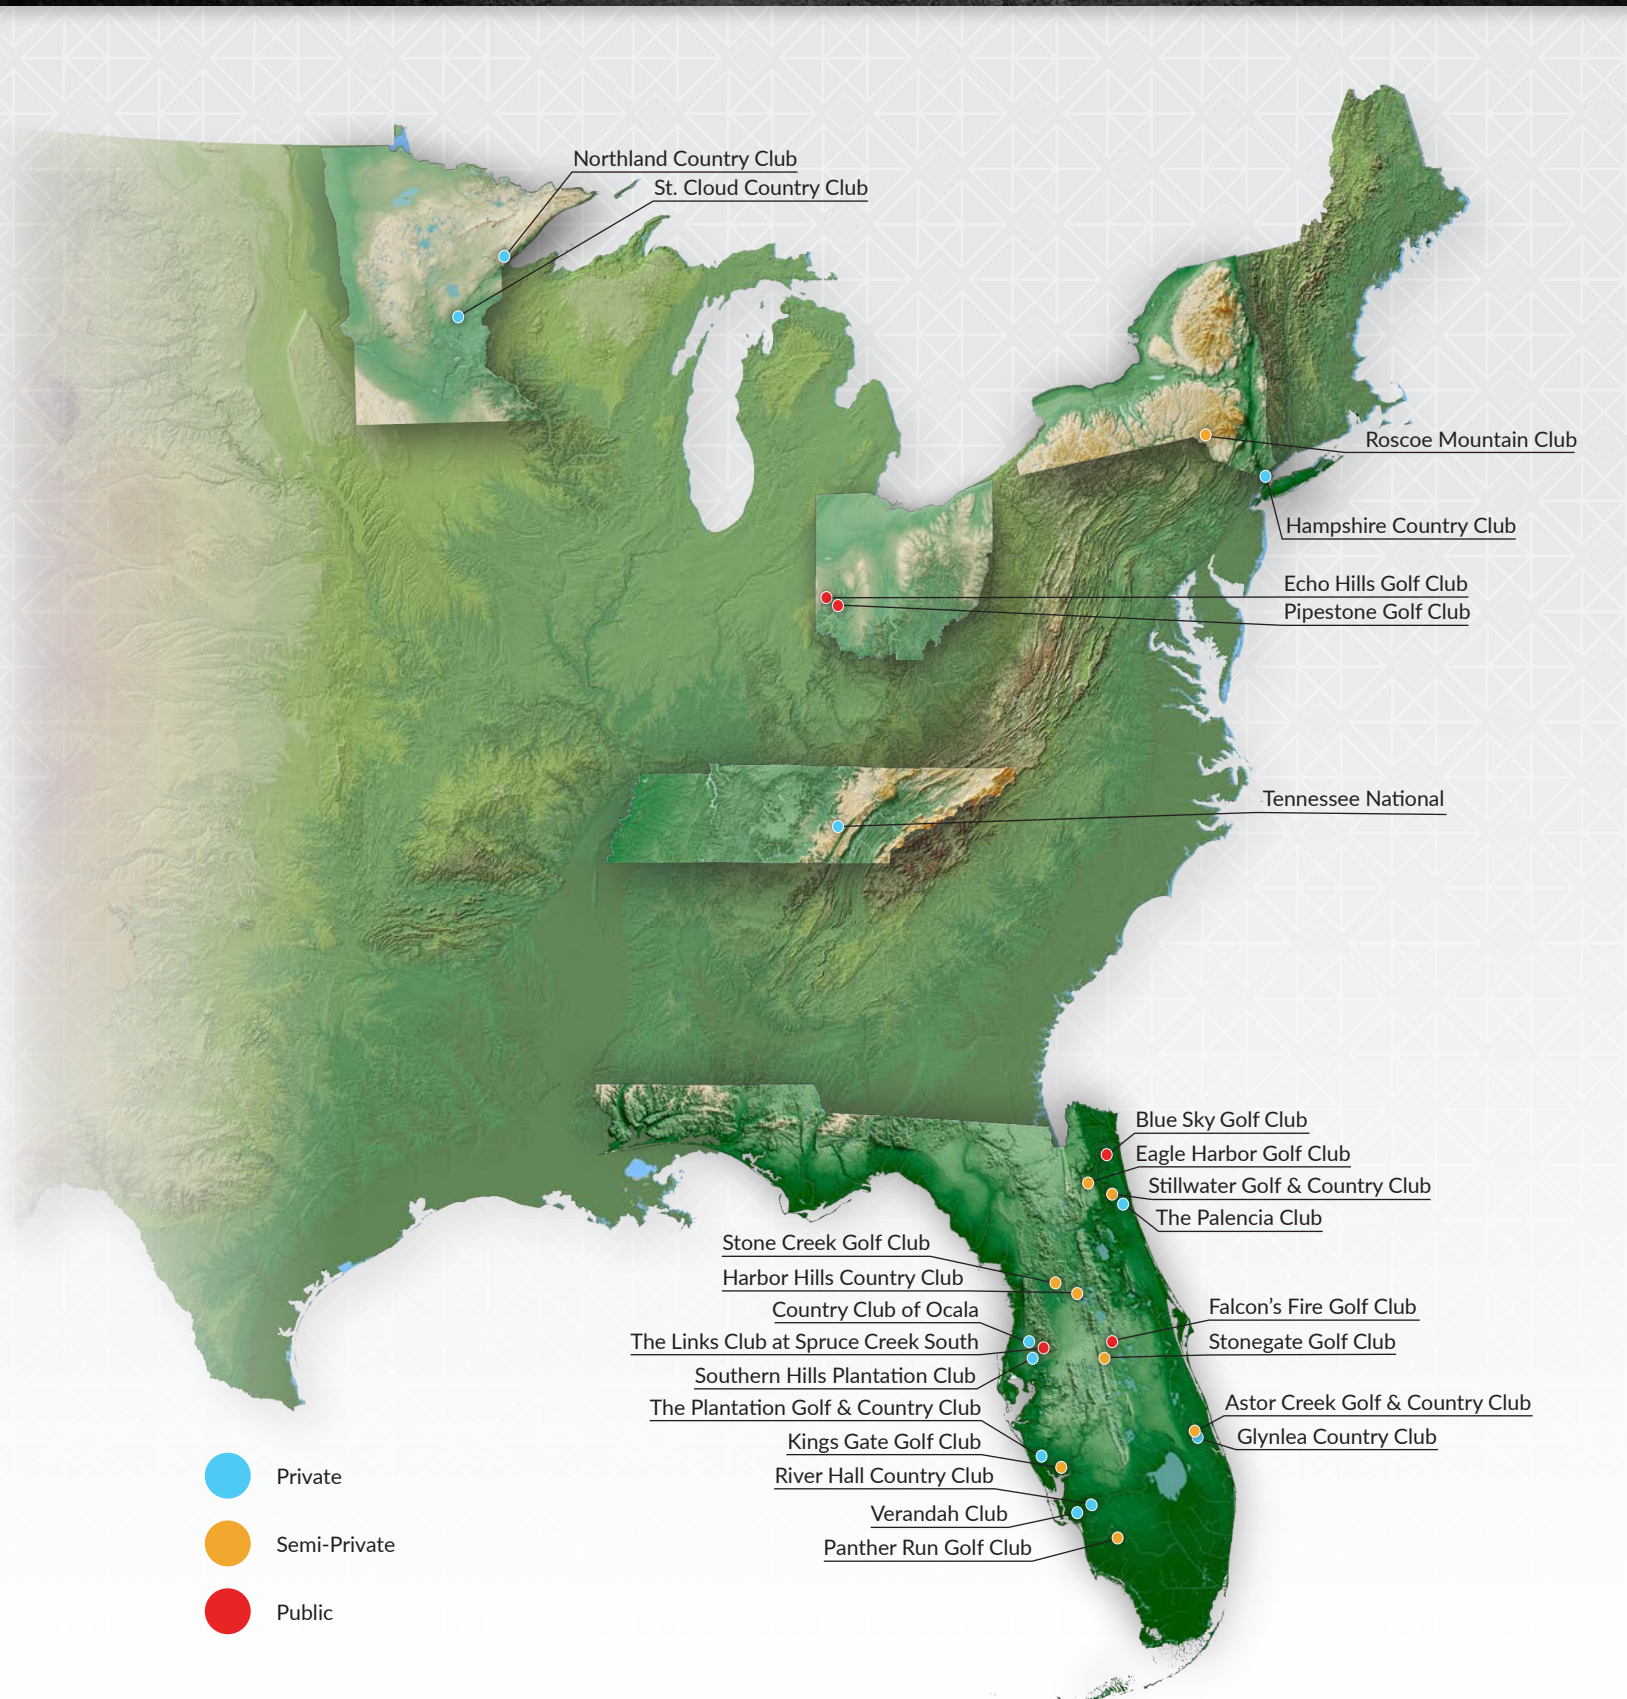 Northland Country Club
St. Cloud Country Club
Roscoe Mountain Club
Hampshire Country Club
Echo Hills Golf Club
Pipestone Golf Club
Tennessee National
Blue Sky Golf Club
Eagle Harbor Golf Club
Stillwater Golf & Country Club
The Palencia Club
Stone Creek Golf Club
Harbor Hills Country Club
Country Club of Ocala
The Links Club at Spruce Creek South
Southern Hills Plantation Club
The Plantation Golf & Country Club
Kings Gate Golf Club
River Hall Country Club
Verandah Club
Panther Run Golf Club
Falcon's Fire Golf Club
Stonegate Golf Club
Astor Creek Golf & Country Club
Glynlea Country Club
Private
Semi-Private
Public